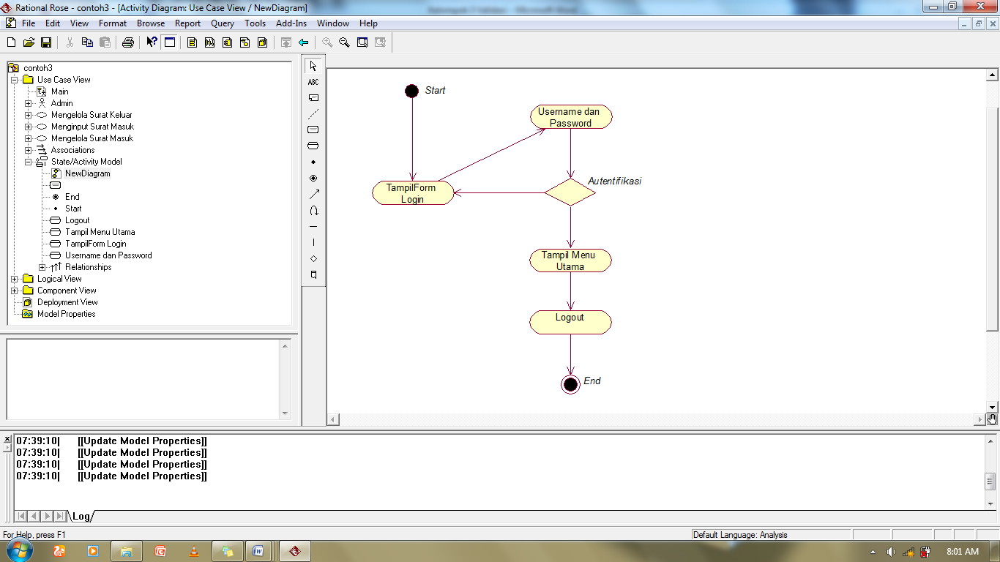 Rational Rose - contoh3 - [Activity Diagram: Use Case View / NewDiagram]
File Edit View Format Browse Report Query Tools Add-Ins Window Help
contoh3
Use Case View
Main
Admin
Mengelola Surat Keluar
Menginput Surat Masuk
Mengelola Surat Masuk
Associations
State/Activity Model
NewDiagram
End
Start
Logout
Tampil Menu Utama
TampilForm Login
Username dan Password
Relationships
Logical View
Component View
Deployment View
Model Properties
ABC
Start
Username dan
Password
TampilForm
Login
Autentifikasi
Tampil Menu
Utama
Logout
End
07:39:10| [[Update Model Properties]]
07:39:10| [[Update Model Properties]]
07:39:10| [[Update Model Properties]]
07:39:10| [[Update Model Properties]]
Log
For Help, press F1
Default Language: Analysis
8:01 AM